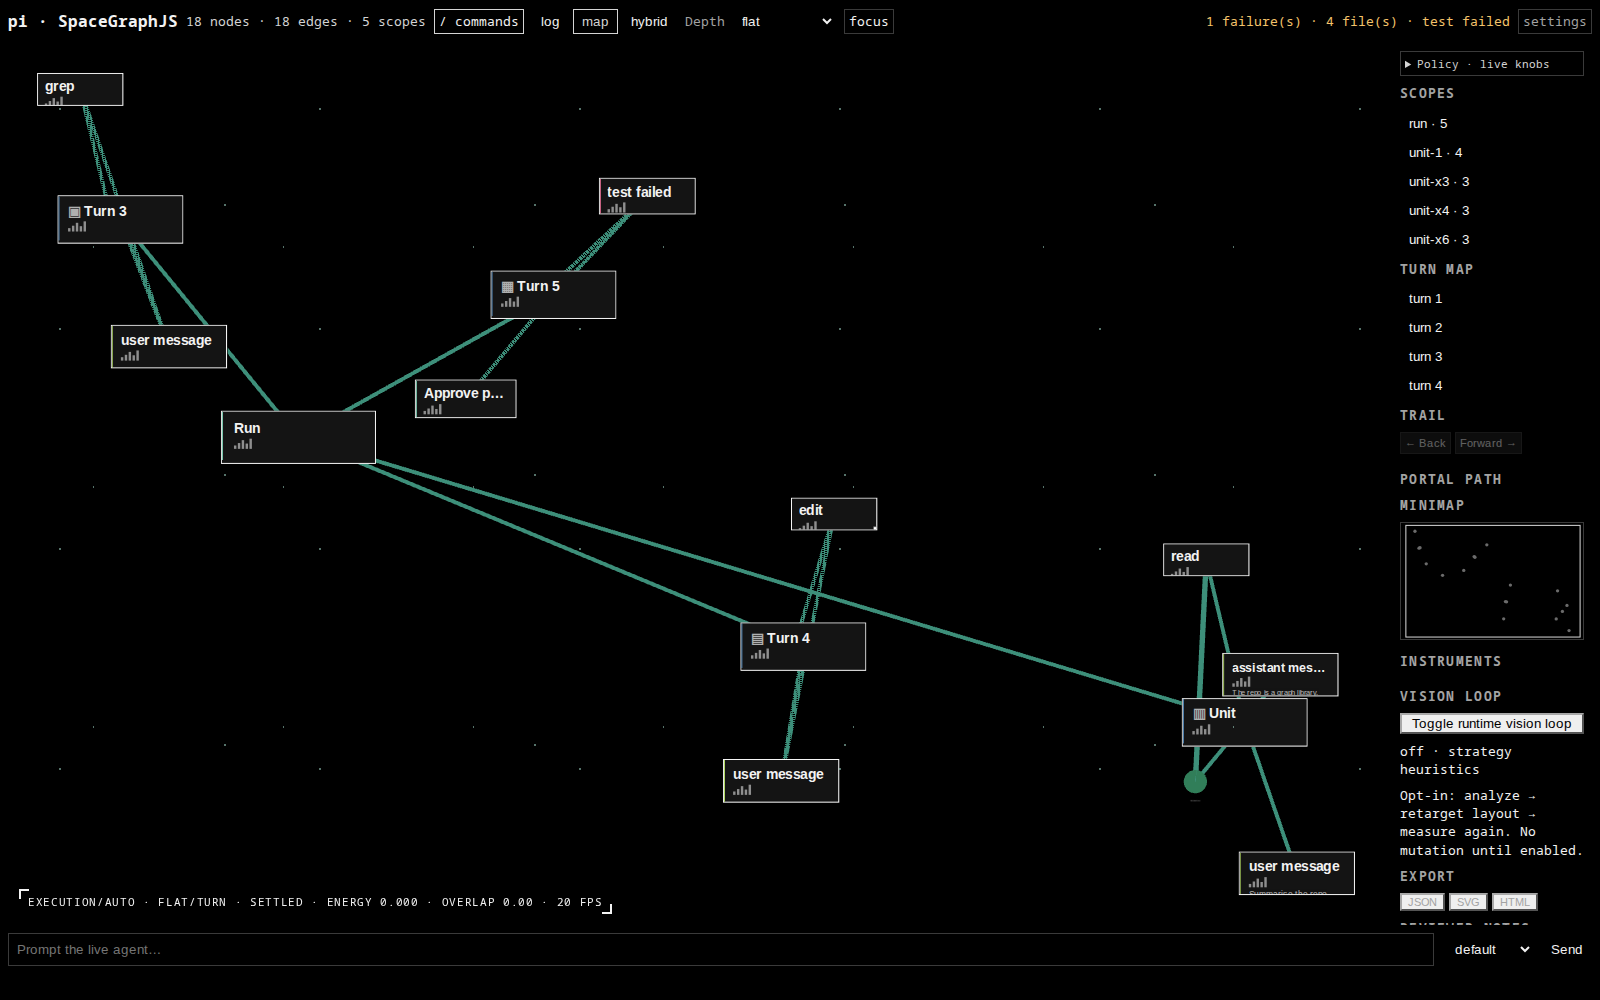 pi · SpaceGraphJS 18 nodes · 18 edges · 5 scopes / commands log map hybrid Depth flat focus 1 failure(s) · 4 file(s) · test failed settings
grep
Turn 3
user message
test failed
Turn 5
Approve p...
Run
edit
Turn 4
user message
read
assistant mes...
The repo is a graph library.
Unit
user message
EXECUTION/AUTO · FLAT/TURN · SETTLED · ENERGY 0.000 · OVERLAP 0.00 · 20 FPS
Policy · live knobs
SCOPES
run · 5
unit-1 · 4
unit-x3 · 3
unit-x4 · 3
unit-x6 · 3
TURN MAP
turn 1
turn 2
turn 3
turn 4
TRAIL
← Back Forward →
PORTAL PATH
MINIMAP
INSTRUMENTS
VISION LOOP
Toggle runtime vision loop
off · strategy
heuristics
Opt-in: analyze →
retarget layout →
measure again. No
mutation until enabled.
EXPORT
JSON SVG HTML
Prompt the live agent… default Send